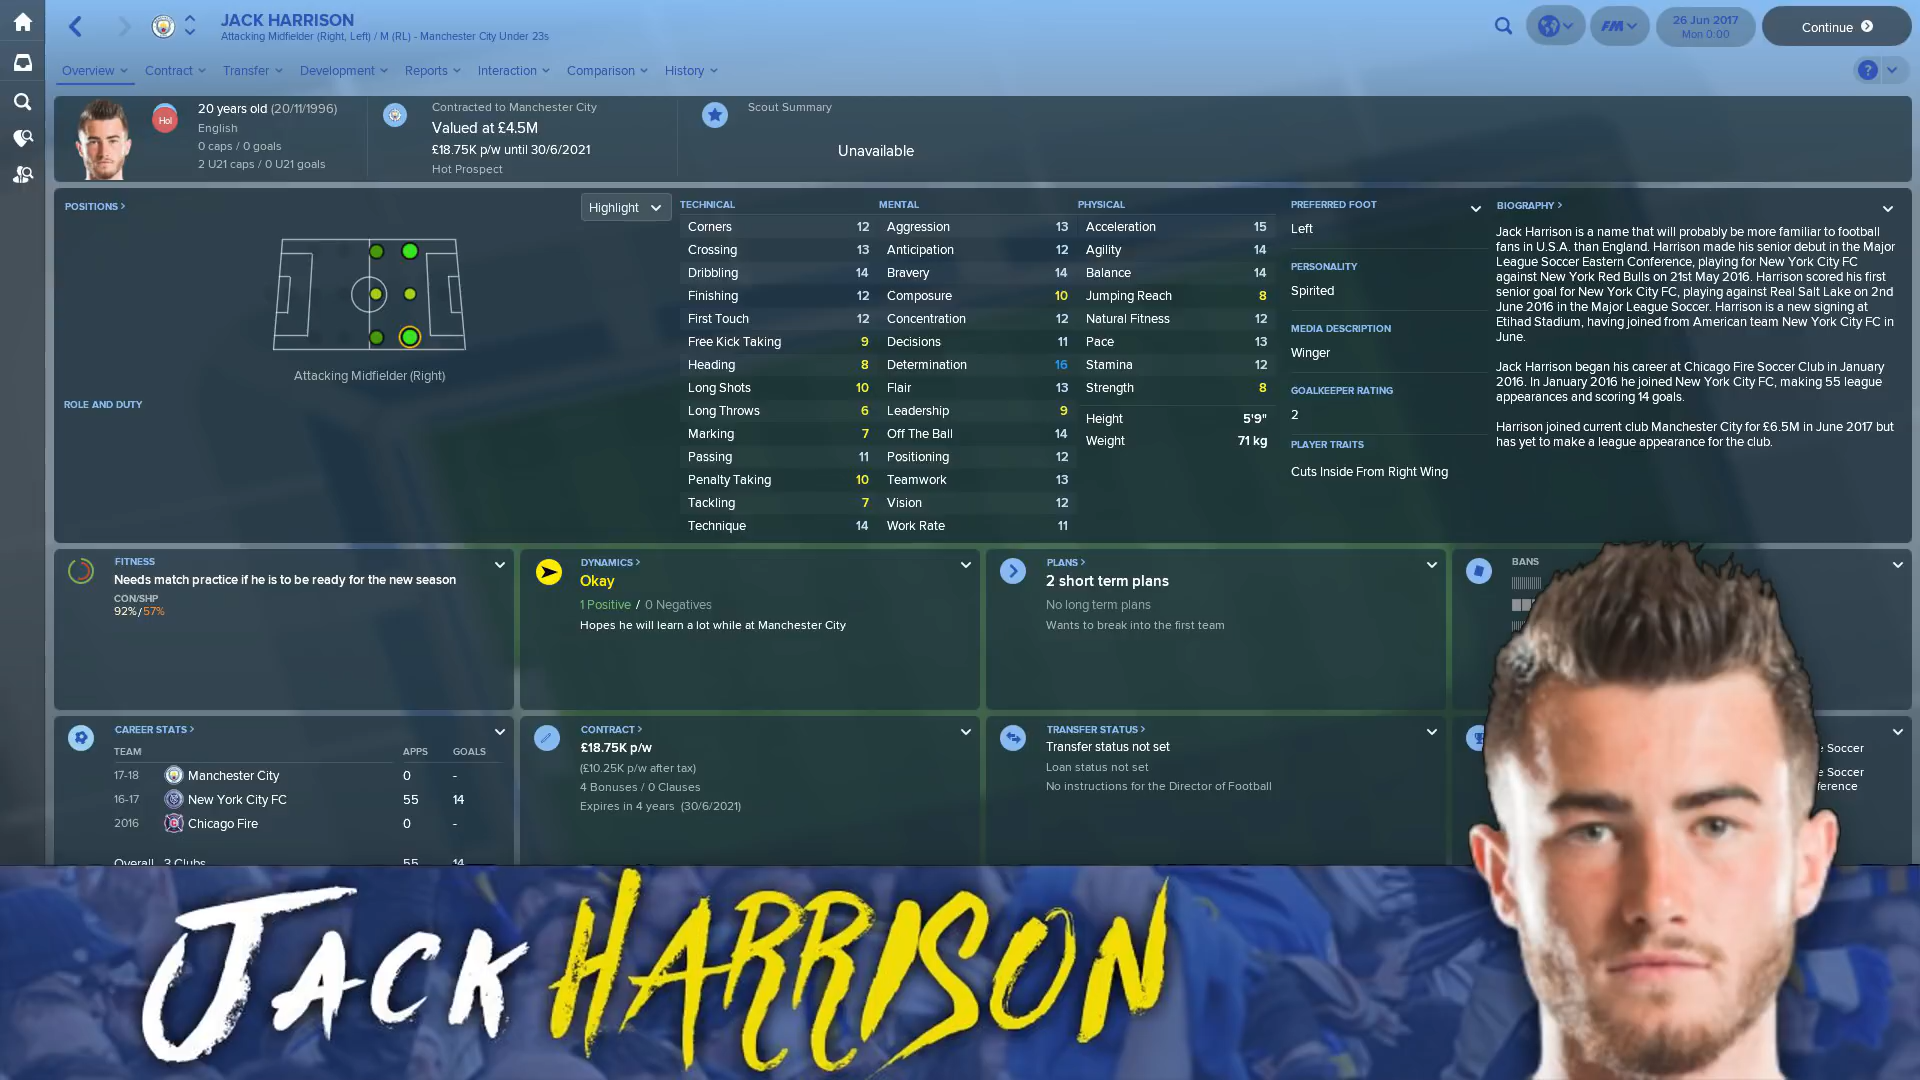 JACK HARRISON
Attacking Midfielder (Right, Left) / M (RL) - Manchester City Under 23s
FM
26 Jun 2017
Mon 0:00
Continue
Overview
Contract
Transfer
Development
Reports
Interaction
Comparison
History
?
Hol
20 years old (20/11/1996)
English
0 caps / 0 goals
2 U21 caps / 0 U21 goals
Contracted to Manchester City
Valued at £4.5M
£18.75K p/w until 30/6/2021
Hot Prospect
Scout Summary
Unavailable
POSITIONS >
Highlight
Attacking Midfielder (Right)
ROLE AND DUTY
TECHNICAL
Corners 12
Crossing 13
Dribbling 14
Finishing 12
First Touch 12
Free Kick Taking 9
Heading 8
Long Shots 10
Long Throws 6
Marking 7
Passing 11
Penalty Taking 10
Tackling 7
Technique 14
MENTAL
Aggression 13
Anticipation 12
Bravery 14
Composure 10
Concentration 12
Decisions 11
Determination 16
Flair 13
Leadership 9
Off The Ball 14
Positioning 12
Teamwork 13
Vision 12
Work Rate 11
PHYSICAL
Acceleration 15
Agility 14
Balance 14
Jumping Reach 8
Natural Fitness 12
Pace 13
Stamina 12
Strength 8
Height 5'9"
Weight 71 kg
PREFERRED FOOT
Left
PERSONALITY
Spirited
MEDIA DESCRIPTION
Winger
GOALKEEPER RATING
2
PLAYER TRAITS
Cuts Inside From Right Wing
BIOGRAPHY >
Jack Harrison is a name that will probably be more familiar to football
fans in U.S.A. than England. Harrison made his senior debut in the Major
League Soccer Eastern Conference, playing for New York City FC
against New York Red Bulls on 21st May 2016. Harrison scored his first
senior goal for New York City FC, playing against Real Salt Lake on 2nd
June 2016 in the Major League Soccer. Harrison is a new signing at
Etihad Stadium, having joined from American team New York City FC in
June.
Jack Harrison began his career at Chicago Fire Soccer Club in January
2016. In January 2016 he joined New York City FC, making 55 league
appearances and scoring 14 goals.
Harrison joined current club Manchester City for £6.5M in June 2017 but
has yet to make a league appearance for the club.
FITNESS
Needs match practice if he is to be ready for the new season
CON/SHP
92%/57%
DYNAMICS >
Okay
1 Positive / 0 Negatives
Hopes he will learn a lot while at Manchester City
PLANS >
2 short term plans
No long term plans
Wants to break into the first team
BANS
CAREER STATS >
TEAM APPS GOALS
17-18 Manchester City 0 -
16-17 New York City FC 55 14
2016 Chicago Fire 0 -
Overall 3 Clubs 55 14
CONTRACT >
£18.75K p/w
(£10.25K p/w after tax)
4 Bonuses / 0 Clauses
Expires in 4 years (30/6/2021)
TRANSFER STATUS >
Transfer status not set
Loan status not set
No instructions for the Director of Football
e Soccer
e Soccer
ference
JACK HARRISON